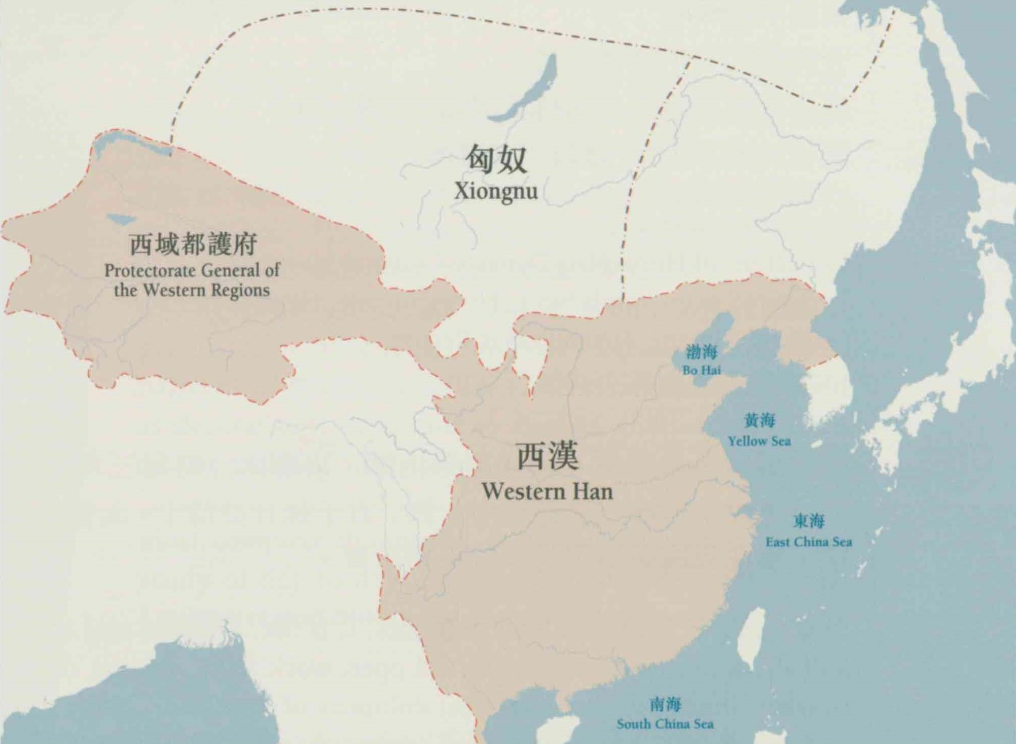 匈奴
Xiongnu
西域都護府
Protectorate General of
the Western Regions
渤海
Bo Hai
黃海
Yellow Sea
西漢
Western Han
東海
East China Sea
南海
South China Sea